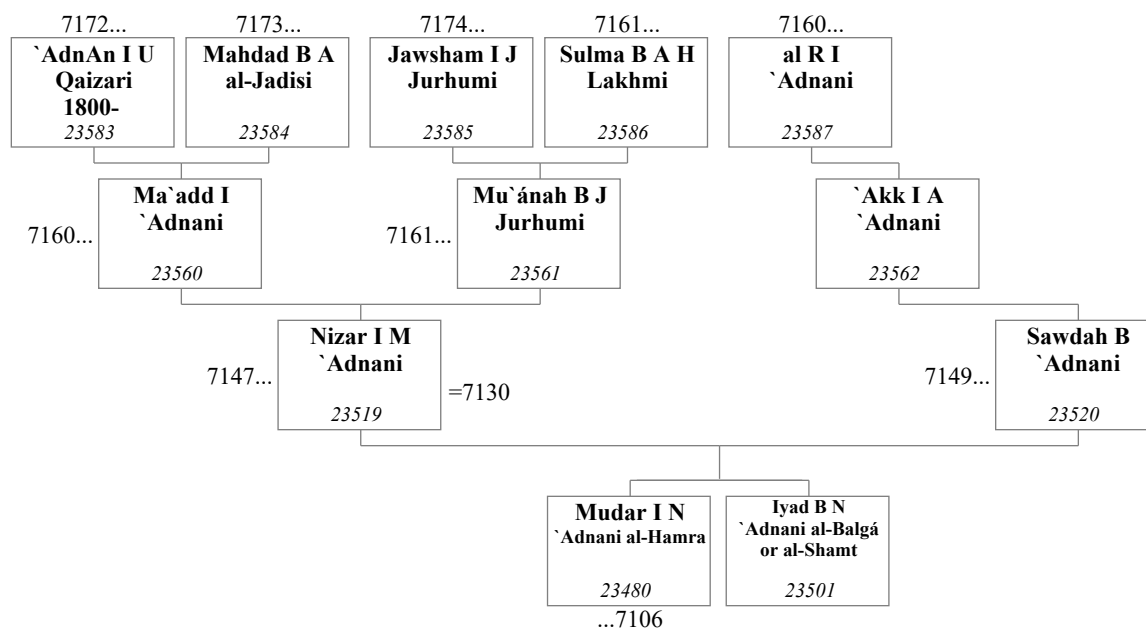 7172...
7173...
7174...
7161...
7160...
`AdnAn I U
Qaizari
1800-
23583
Mahdad B A
al-Jadisi
23584
Jawsham I J
Jurhumi
23585
Sulma B A H
Lakhmi
23586
al R I
`Adnani
23587
7160...
Ma`add I
`Adnani
23560
7161...
Mu`ánah B J
Jurhumi
23561
`Akk I A
`Adnani
23562
7147...
Nizar I M
`Adnani
23519
=7130
7149...
Sawdah B
`Adnani
23520
Mudar I N
`Adnani al-Hamra
23480
...7106
Iyad B N
`Adnani al-Balgá
or al-Shamt
23501